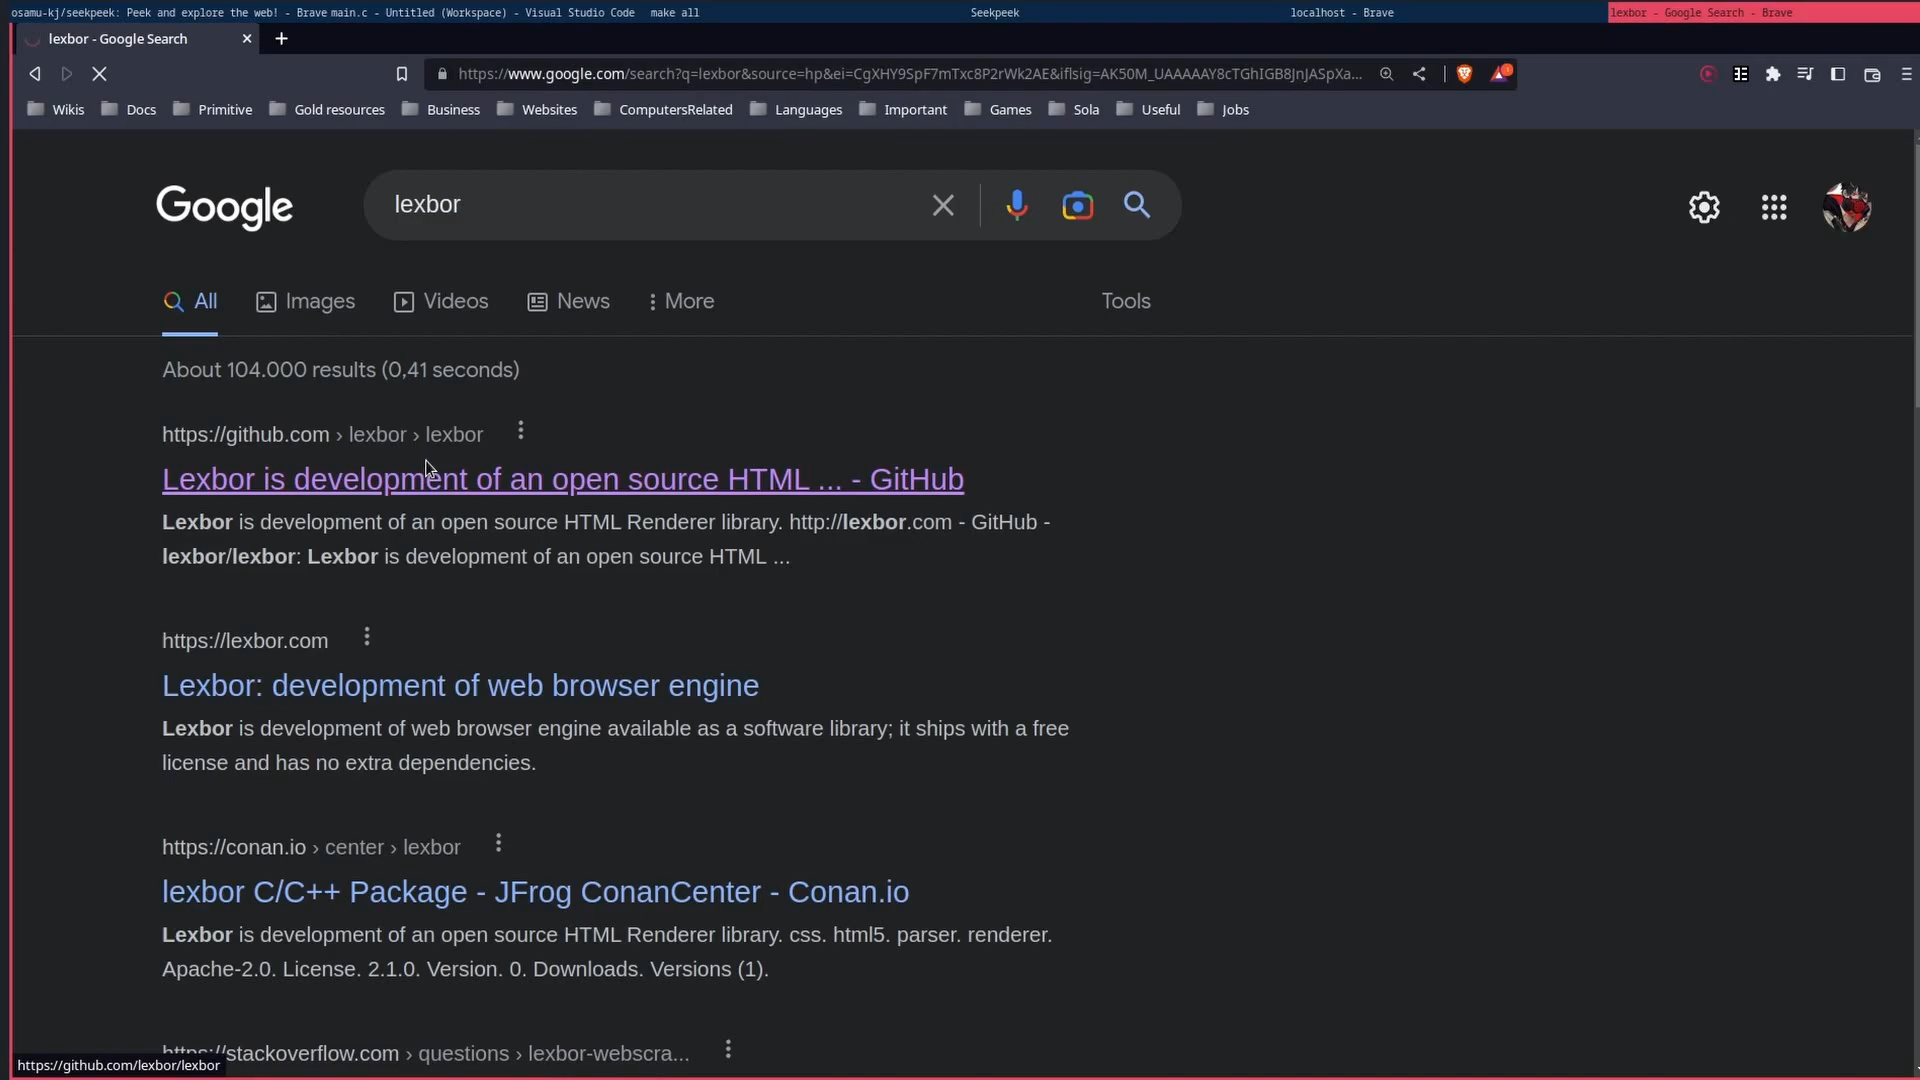 osamu-kj/seekpeek: Peek and explore the web! - Brave main.c - Untitled (Workspace) - Visual Studio Code make all Seekpeek localhost - Brave lexbor - Google Search - Brave
lexbor - Google Search
https://www.google.com/search?q=lexbor&source=hp&ei=CgXHY9SpF7mTxc8P2rWk2AE&iflsig=AK50M_UAAAAAY8cTGhIGB8JnJASpXa...
Wikis Docs Primitive Gold resources Business Websites ComputersRelated Languages Important Games Sola Useful Jobs
Google lexbor
All Images Videos News More Tools
About 104.000 results (0,41 seconds)
https://github.com › lexbor › lexbor
Lexbor is development of an open source HTML ... - GitHub
Lexbor is development of an open source HTML Renderer library. http://lexbor.com - GitHub -
lexbor/lexbor: Lexbor is development of an open source HTML ...
https://lexbor.com
Lexbor: development of web browser engine
Lexbor is development of web browser engine available as a software library; it ships with a free
license and has no extra dependencies.
https://conan.io › center › lexbor
lexbor C/C++ Package - JFrog ConanCenter - Conan.io
Lexbor is development of an open source HTML Renderer library. css. html5. parser. renderer.
Apache-2.0. License. 2.1.0. Version. 0. Downloads. Versions (1).
https://stackoverflow.com › questions › lexbor-webscra...
https://github.com/lexbor/lexbor